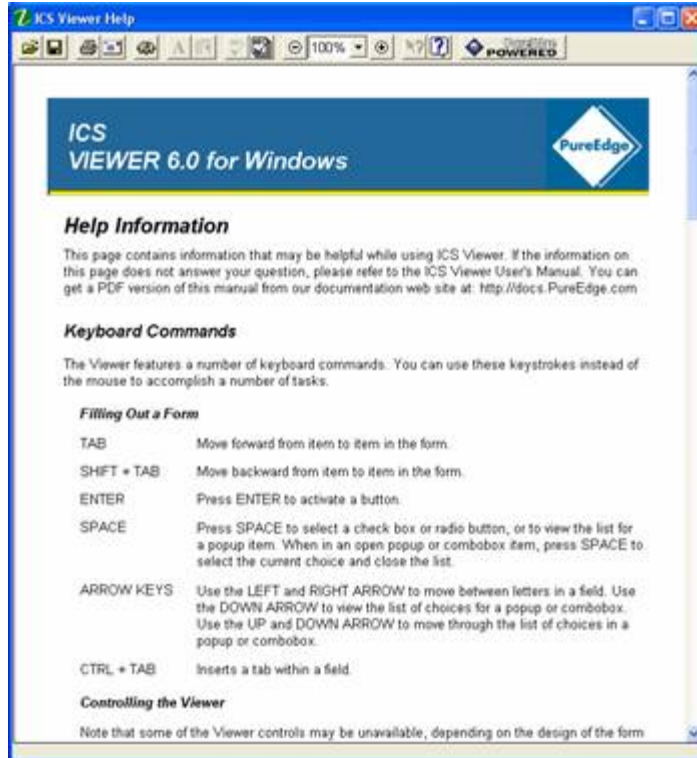 ICS Viewer Help
100%
POWERED
ICS
VIEWER 6.0 for Windows
PureEdge
Help Information
This page contains information that may be helpful while using ICS Viewer. If the information on
this page does not answer your question, please refer to the ICS Viewer User's Manual. You can
get a PDF version of this manual from our documentation web site at: http://docs.PureEdge.com
Keyboard Commands
The Viewer features a number of keyboard commands. You can use these keystrokes instead of
the mouse to accomplish a number of tasks.
Filling Out a Form
TAB Move forward from item to item in the form.
SHIFT + TAB Move backward from item to item in the form.
ENTER Press ENTER to activate a button.
SPACE Press SPACE to select a check box or radio button, or to view the list for
a popup item. When in an open popup or combobox item, press SPACE to
select the current choice and close the list.
ARROW KEYS Use the LEFT and RIGHT ARROW to move between letters in a field. Use
the DOWN ARROW to view the list of choices for a popup or combobox.
Use the UP and DOWN ARROW to move through the list of choices in a
popup or combobox.
CTRL + TAB Inserts a tab within a field.
Controlling the Viewer
Note that some of the Viewer controls may be unavailable, depending on the design of the form